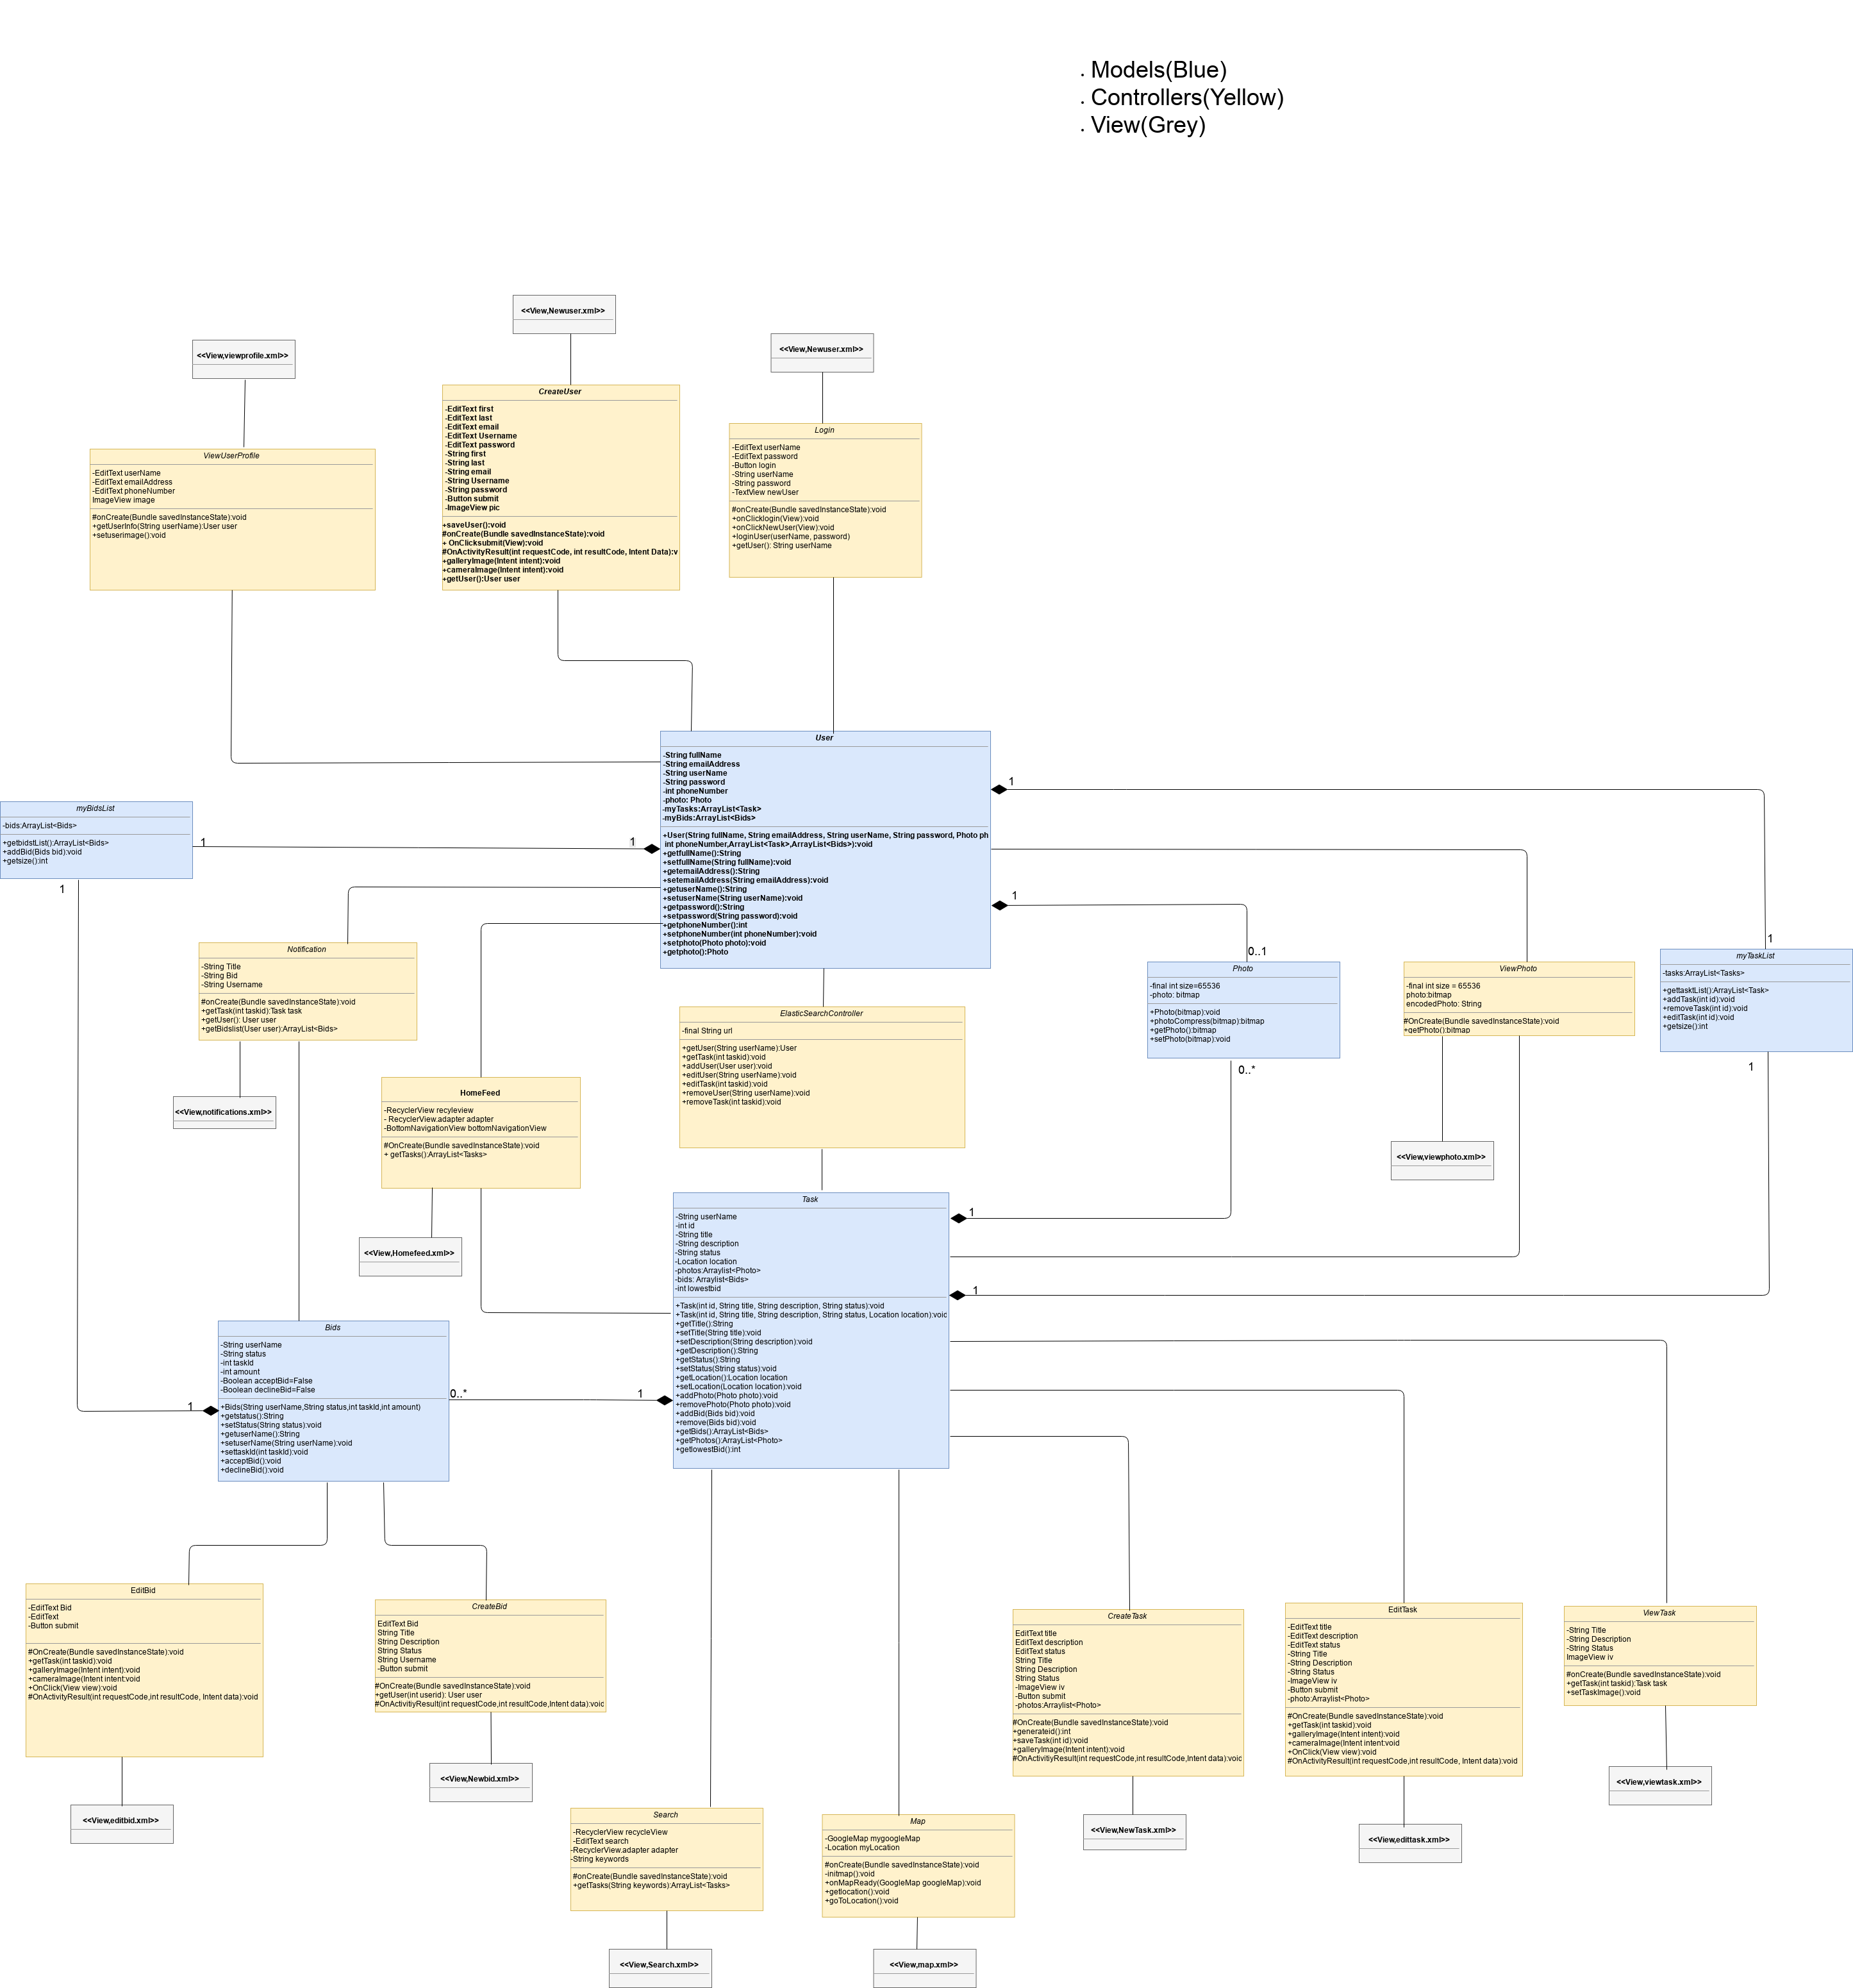 Models(Blue)
Controllers(Yellow)
View(Grey)
<<View,Newuser.xml>>
<<View,viewprofile.xml>>
<<View,Newuser.xml>>
CreateUser
-EditText first
-EditText last
-EditText email
-EditText Username
-EditText password
-String first
-String last
-String email
-String Username
-String password
-Button submit
-ImageView pic
+saveUser():void
#onCreate(Bundle savedInstanceState):void
+ OnClicksubmit(View):void
#OnActivityResult(int requestCode, int resultCode, Intent Data):v
+galleryImage(Intent intent):void
+cameraImage(Intent intent):void
+getUser():User user
Login
-EditText userName
-EditText password
-Button login
-String userName
-String password
-TextView newUser
#onCreate(Bundle savedInstanceState):void
+onClicklogin(View):void
+onClickNewUser(View):void
+loginUser(userName, password)
+getUser(): String userName
ViewUserProfile
-EditText userName
-EditText emailAddress
-EditText phoneNumber
ImageView image
#onCreate(Bundle savedInstanceState):void
+getUserInfo(String userName):User user
+setuserimage():void
User
-String fullName
-String emailAddress
-String userName
-String password
-int phoneNumber
-photo: Photo
-myTasks:ArrayList<Task>
-myBids:ArrayList<Bids>
+User(String fullName, String emailAddress, String userName, String password, Photo ph
int phoneNumber,ArrayList<Task>,ArrayList<Bids>):void
+getfullName():String
+setfullName(String fullName):void
+getemailAddress():String
+setemailAddress(String emailAddress):void
+getuserName():String
+setuserName(String userName):void
+getpassword():String
+setpassword(String password):void
+getphoneNumber():int
+setphoneNumber(int phoneNumber):void
+setphoto(Photo photo):void
+getphoto():Photo
1
1
1
1
0..1
1
myBidsList
-bids:ArrayList<Bids>
+getbidstList():ArrayList<Bids>
+addBid(Bids bid):void
+getsize():int
1
Notification
-String Title
-String Bid
-String Username
#onCreate(Bundle savedInstanceState):void
+getTask(int taskid):Task task
+getUser(): User user
+getBidslist(User user):ArrayList<Bids>
<<View,notifications.xml>>
Photo
-final int size=65536
-photo: bitmap
+Photo(bitmap):void
+photoCompress(bitmap):bitmap
+getPhoto():bitmap
+setPhoto(bitmap):void
0..*
ViewPhoto
-final int size = 65536
photo:bitmap
encodedPhoto: String
#OnCreate(Bundle savedInstanceState):void
+getPhoto():bitmap
<<View,viewphoto.xml>>
myTaskList
-tasks:ArrayList<Tasks>
+gettasktList():ArrayList<Task>
+addTask(int id):void
+removeTask(int id):void
+editTask(int id):void
+getsize():int
1
ElasticSearchController
-final String url
+getUser(String userName):User
+getTask(int taskid):void
+addUser(User user):void
+editUser(String userName):void
+editTask(int taskid):void
+removeUser(String userName):void
+removeTask(int taskid):void
HomeFeed
-RecyclerView recyleview
- RecyclerView.adapter adapter
-BottomNavigationView bottomNavigationView
#OnCreate(Bundle savedInstanceState):void
+ getTasks():ArrayList<Tasks>
<<View,Homefeed.xml>>
Task
-String userName
-int id
-String title
-String description
-String status
-Location location
-photos:Arraylist<Photo>
-bids: Arraylist<Bids>
-int lowestbid
+Task(int id, String title, String description, String status):void
+Task(int id, String title, String description, String status, Location location):void
+getTitle():String
+setTitle(String title):void
+setDescription(String description):void
+getDescription():String
+getStatus():String
+setStatus(String status):void
+getLocation():Location location
+setLocation(Location location):void
+addPhoto(Photo photo):void
+removePhoto(Photo photo):void
+addBid(Bids bid):void
+remove(Bids bid):void
+getBids():ArrayList<Bids>
+getPhotos():ArrayList<Photo>
+getlowestBid():int
1
1
1
0..*
1
Bids
-String userName
-String status
-int taskId
-int amount
-Boolean acceptBid=False
-Boolean declineBid=False
+Bids(String userName,String status,int taskId,int amount)
+getstatus():String
+setStatus(String status):void
+getuserName():String
+setuserName(String userName):void
+settaskId(int taskId):void
+acceptBid():void
+declineBid():void
EditBid
-EditText Bid
-EditText
-Button submit
#OnCreate(Bundle savedInstanceState):void
+getTask(int taskid):void
+galleryImage(Intent intent):void
+cameraImage(Intent intent:void
+OnClick(View view):void
#OnActivityResult(int requestCode,int resultCode, Intent data):void
<<View,editbid.xml>>
CreateBid
EditText Bid
String Title
String Description
String Status
String Username
-Button submit
#OnCreate(Bundle savedInstanceState):void
+getUser(int userid): User user
#OnActivitiyResult(int requestCode,int resultCode,Intent data):void
<<View,Newbid.xml>>
Search
-RecyclerView recycleView
-EditText search
-RecyclerView.adapter adapter
-String keywords
#onCreate(Bundle savedInstanceState):void
+getTasks(String keywords):ArrayList<Tasks>
<<View,Search.xml>>
Map
-GoogleMap mygoogleMap
-Location myLocation
#onCreate(Bundle savedInstanceState):void
-initmap():void
+onMapReady(GoogleMap googleMap):void
+getlocation():void
+goToLocation():void
<<View,map.xml>>
CreateTask
EditText title
EditText description
EditText status
String Title
String Description
String Status
-ImageView iv
-Button submit
-photos:Arraylist<Photo>
#OnCreate(Bundle savedInstanceState):void
+generateid():int
+saveTask(int id):void
+galleryImage(Intent intent):void
#OnActivitiyResult(int requestCode,int resultCode,Intent data):void
<<View,NewTask.xml>>
EditTask
-EditText title
-EditText description
-EditText status
-String Title
-String Description
-String Status
-ImageView iv
-Button submit
-photo:Arraylist<Photo>
#OnCreate(Bundle savedInstanceState):void
+getTask(int taskid):void
+galleryImage(Intent intent):void
+cameraImage(Intent intent:void
+OnClick(View view):void
#OnActivityResult(int requestCode,int resultCode, Intent data):void
<<View,edittask.xml>>
ViewTask
-String Title
-String Description
-String Status
ImageView iv
#onCreate(Bundle savedInstanceState):void
+getTask(int taskid):Task task
+setTaskImage():void
<<View,viewtask.xml>>